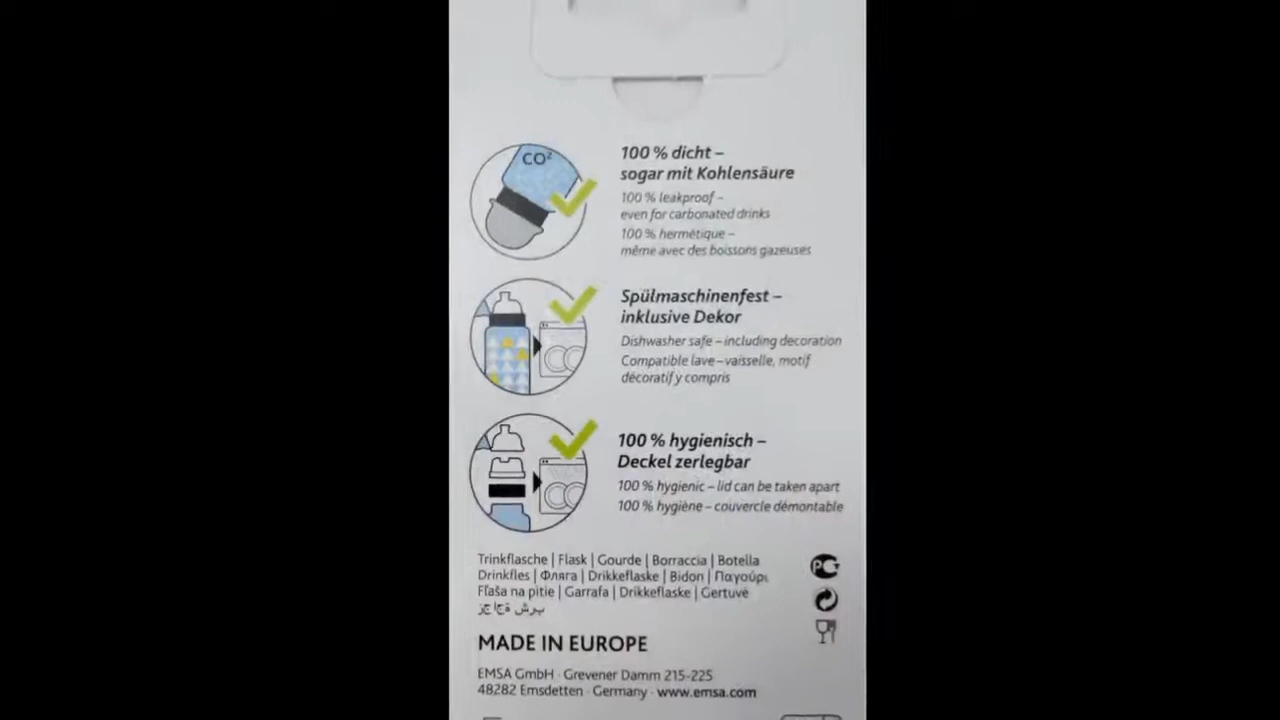 CO²
100 % dicht –
sogar mit Kohlensäure
100 % leakproof –
even for carbonated drinks
100 % hermétique –
même avec des boissons gazeuses
Spülmaschinenfest –
inklusive Dekor
Dishwasher safe – including decoration
Compatible lave – vaisselle, motif
décoratif y compris
100 % hygienisch –
Deckel zerlegbar
100 % hygienic – lid can be taken apart
100 % hygiène – couvercle démontable
Trinkflasche | Flask | Gourde | Borraccia | Botella
Drinkfles | Фляга | Drikkeflaske | Bidon | Παγούρι
Fľaša na pitie | Garrafa | Drikkeflaske | Gertuvė
MADE IN EUROPE
EMSA GmbH · Grevener Damm 215-225
48282 Emsdetten · Germany · www.emsa.com